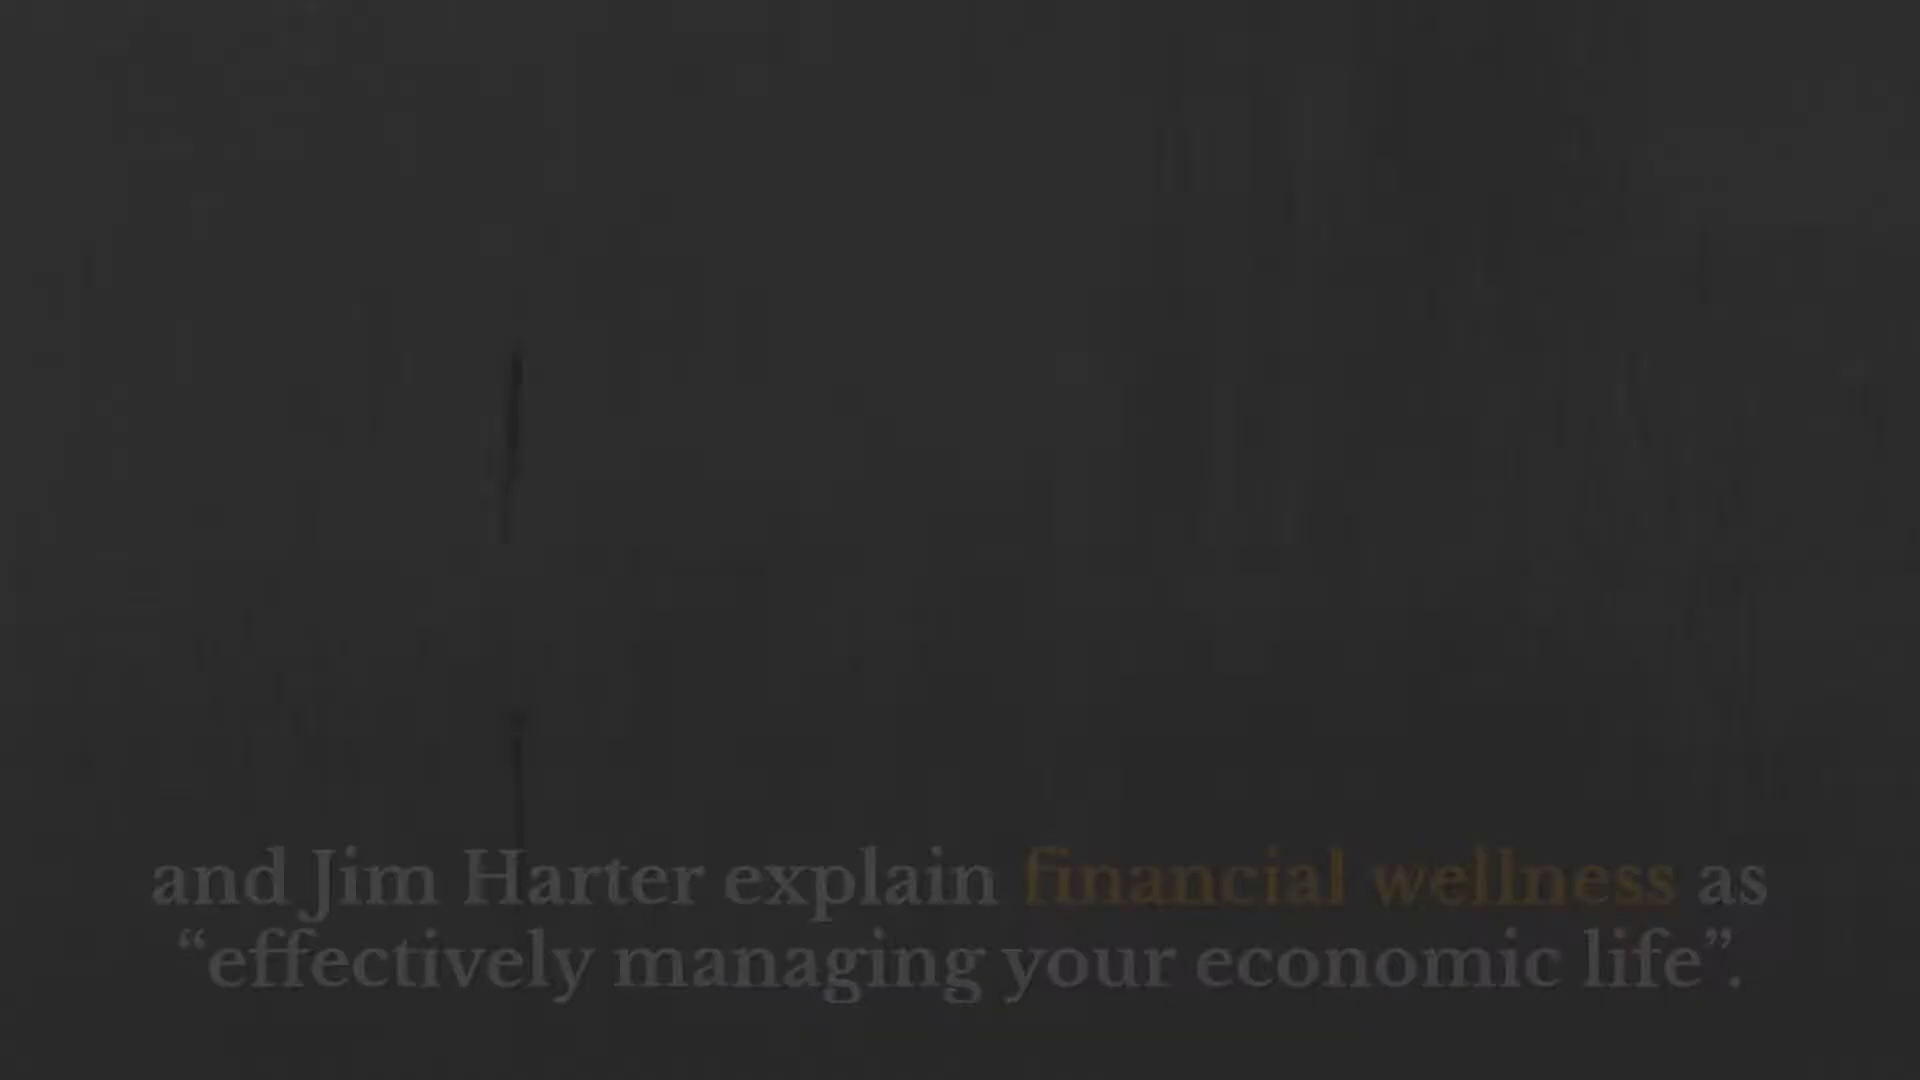 and Jim Harter explain financial wellness as
“effectively managing your economic life”.